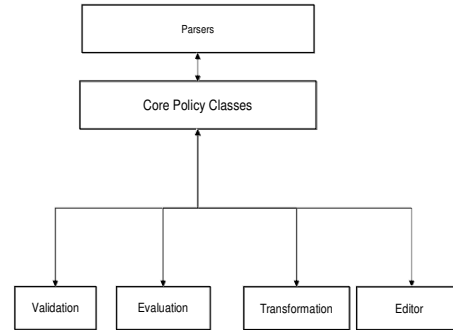 Parsers
Core Policy Classes
Validation
Evaluation
Transformation
Editor